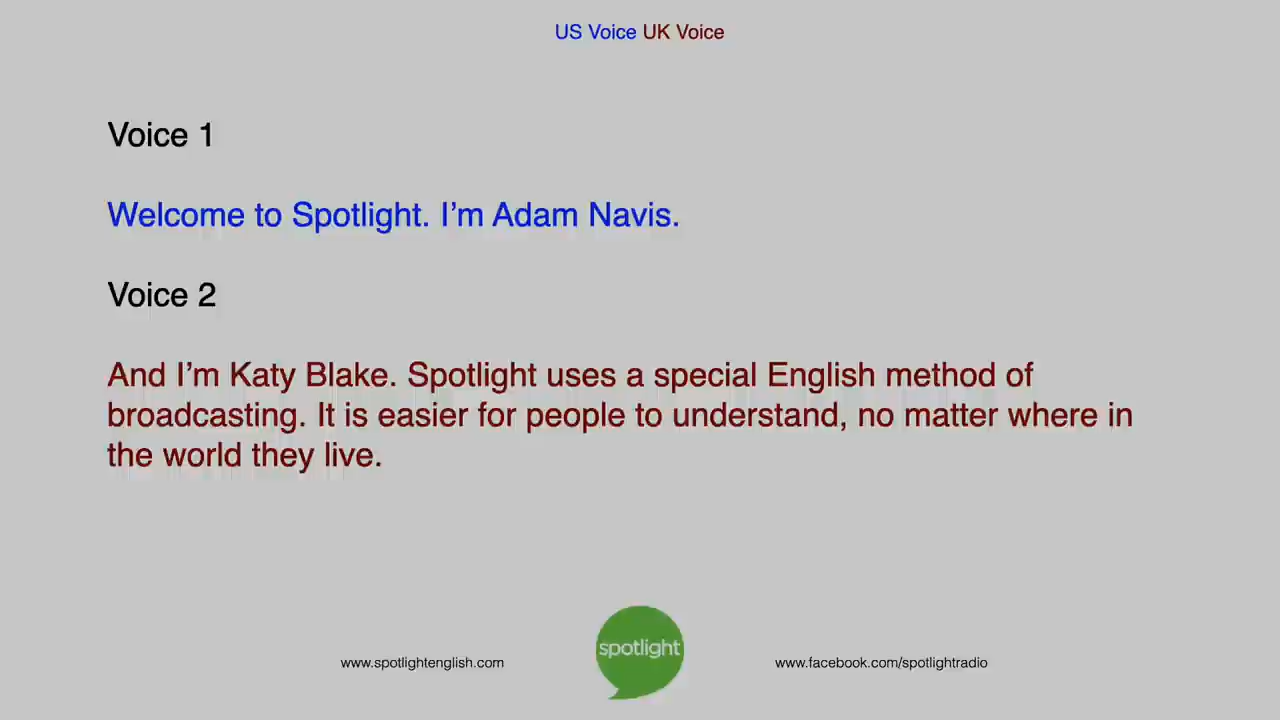 US Voice UK Voice
Voice 1
Welcome to Spotlight. I’m Adam Navis.
Voice 2
And I’m Katy Blake. Spotlight uses a special English method of
broadcasting. It is easier for people to understand, no matter where in
the world they live.
spotlight
www.spotlightenglish.com
www.facebook.com/spotlightradio